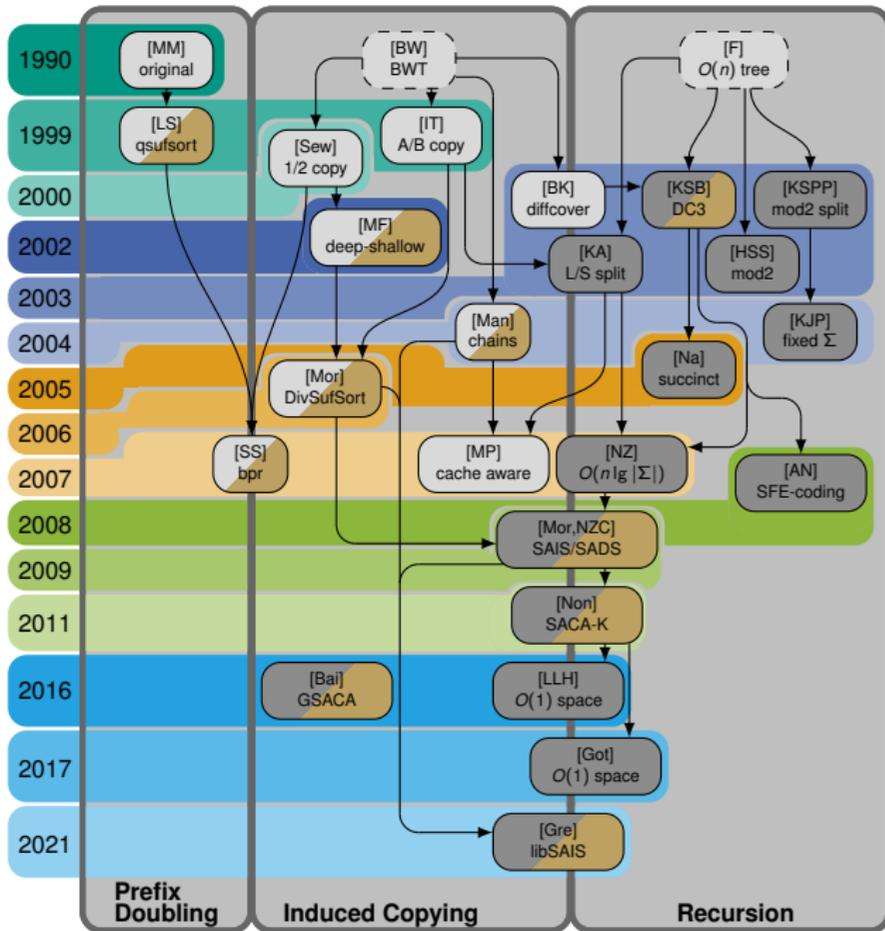 1990
[MM]
original
[BW]
BWT
[F]
O(n) tree
1999
[LS]
qsufsort
[Sew]
1/2 copy
[IT]
A/B copy
2000
[BK]
diffcover
[KSB]
DC3
[KSPP]
mod2 split
2002
[MF]
deep-shallow
[KA]
L/S split
[HSS]
mod2
2003
2004
[Man]
chains
[KJP]
fixed Σ
2005
[Mor]
DivSufSort
[Na]
succinct
2006
2007
[SS]
bpr
[MP]
cache aware
[NZ]
O(n lg |Σ|)
[AN]
SFE-coding
2008
[Mor,NZC]
SAIS/SADS
2009
2011
[Non]
SACA-K
2016
[Bai]
GSACA
[LLH]
O(1) space
2017
[Got]
O(1) space
2021
[Gre]
libSAIS
Prefix
Doubling
Induced Copying
Recursion